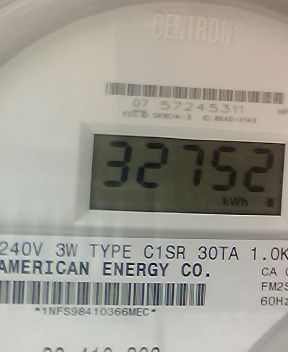 CENTRON®
07 57245311
32752
kWh
240V 3W TYPE C1SR 30TA 1.0K
AMERICAN ENERGY CO.
CA
FM2S
60Hz
*1NFS98410366MEC*